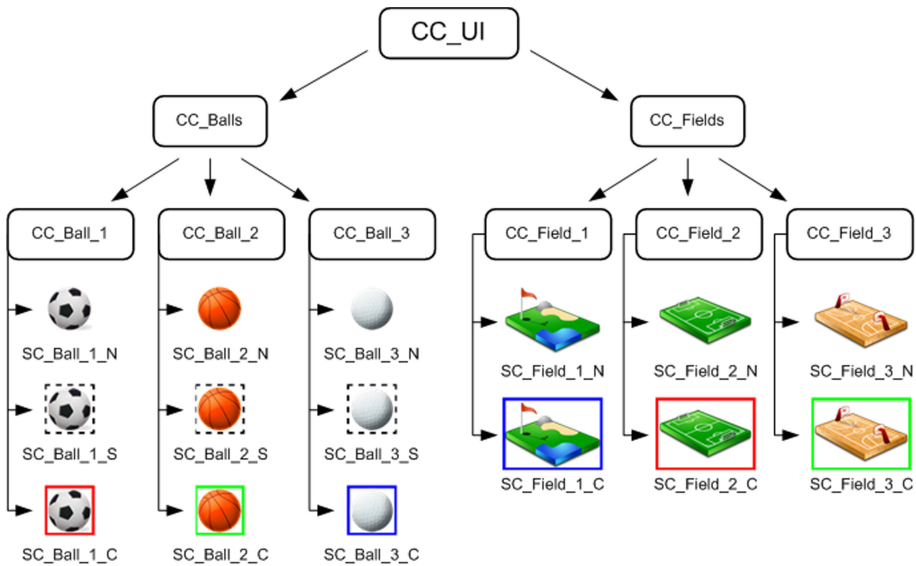 CC_UI
CC_Balls
CC_Fields
CC_Ball_1
CC_Ball_2
CC_Ball_3
CC_Field_1
CC_Field_2
CC_Field_3
SC_Ball_1_N
SC_Ball_2_N
SC_Ball_3_N
SC_Field_1_N
SC_Field_2_N
SC_Field_3_N
SC_Ball_1_S
SC_Ball_2_S
SC_Ball_3_S
SC_Field_1_C
SC_Field_2_C
SC_Field_3_C
SC_Ball_1_C
SC_Ball_2_C
SC_Ball_3_C